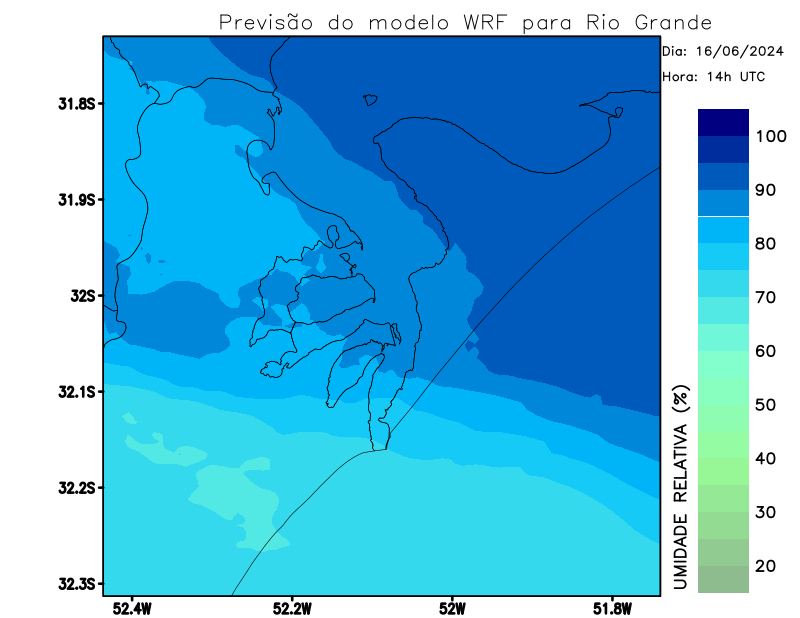 Previsão do modelo WRF para Rio Grande
Dia: 16/06/2024
Hora: 14h UTC
31.8S
31.9S
32S
32.1S
32.2S
32.3S
52.4W 52.2W 52W 51.8W
100
90
80
70
60
50
40
30
20
UMIDADE RELATIVA (%)